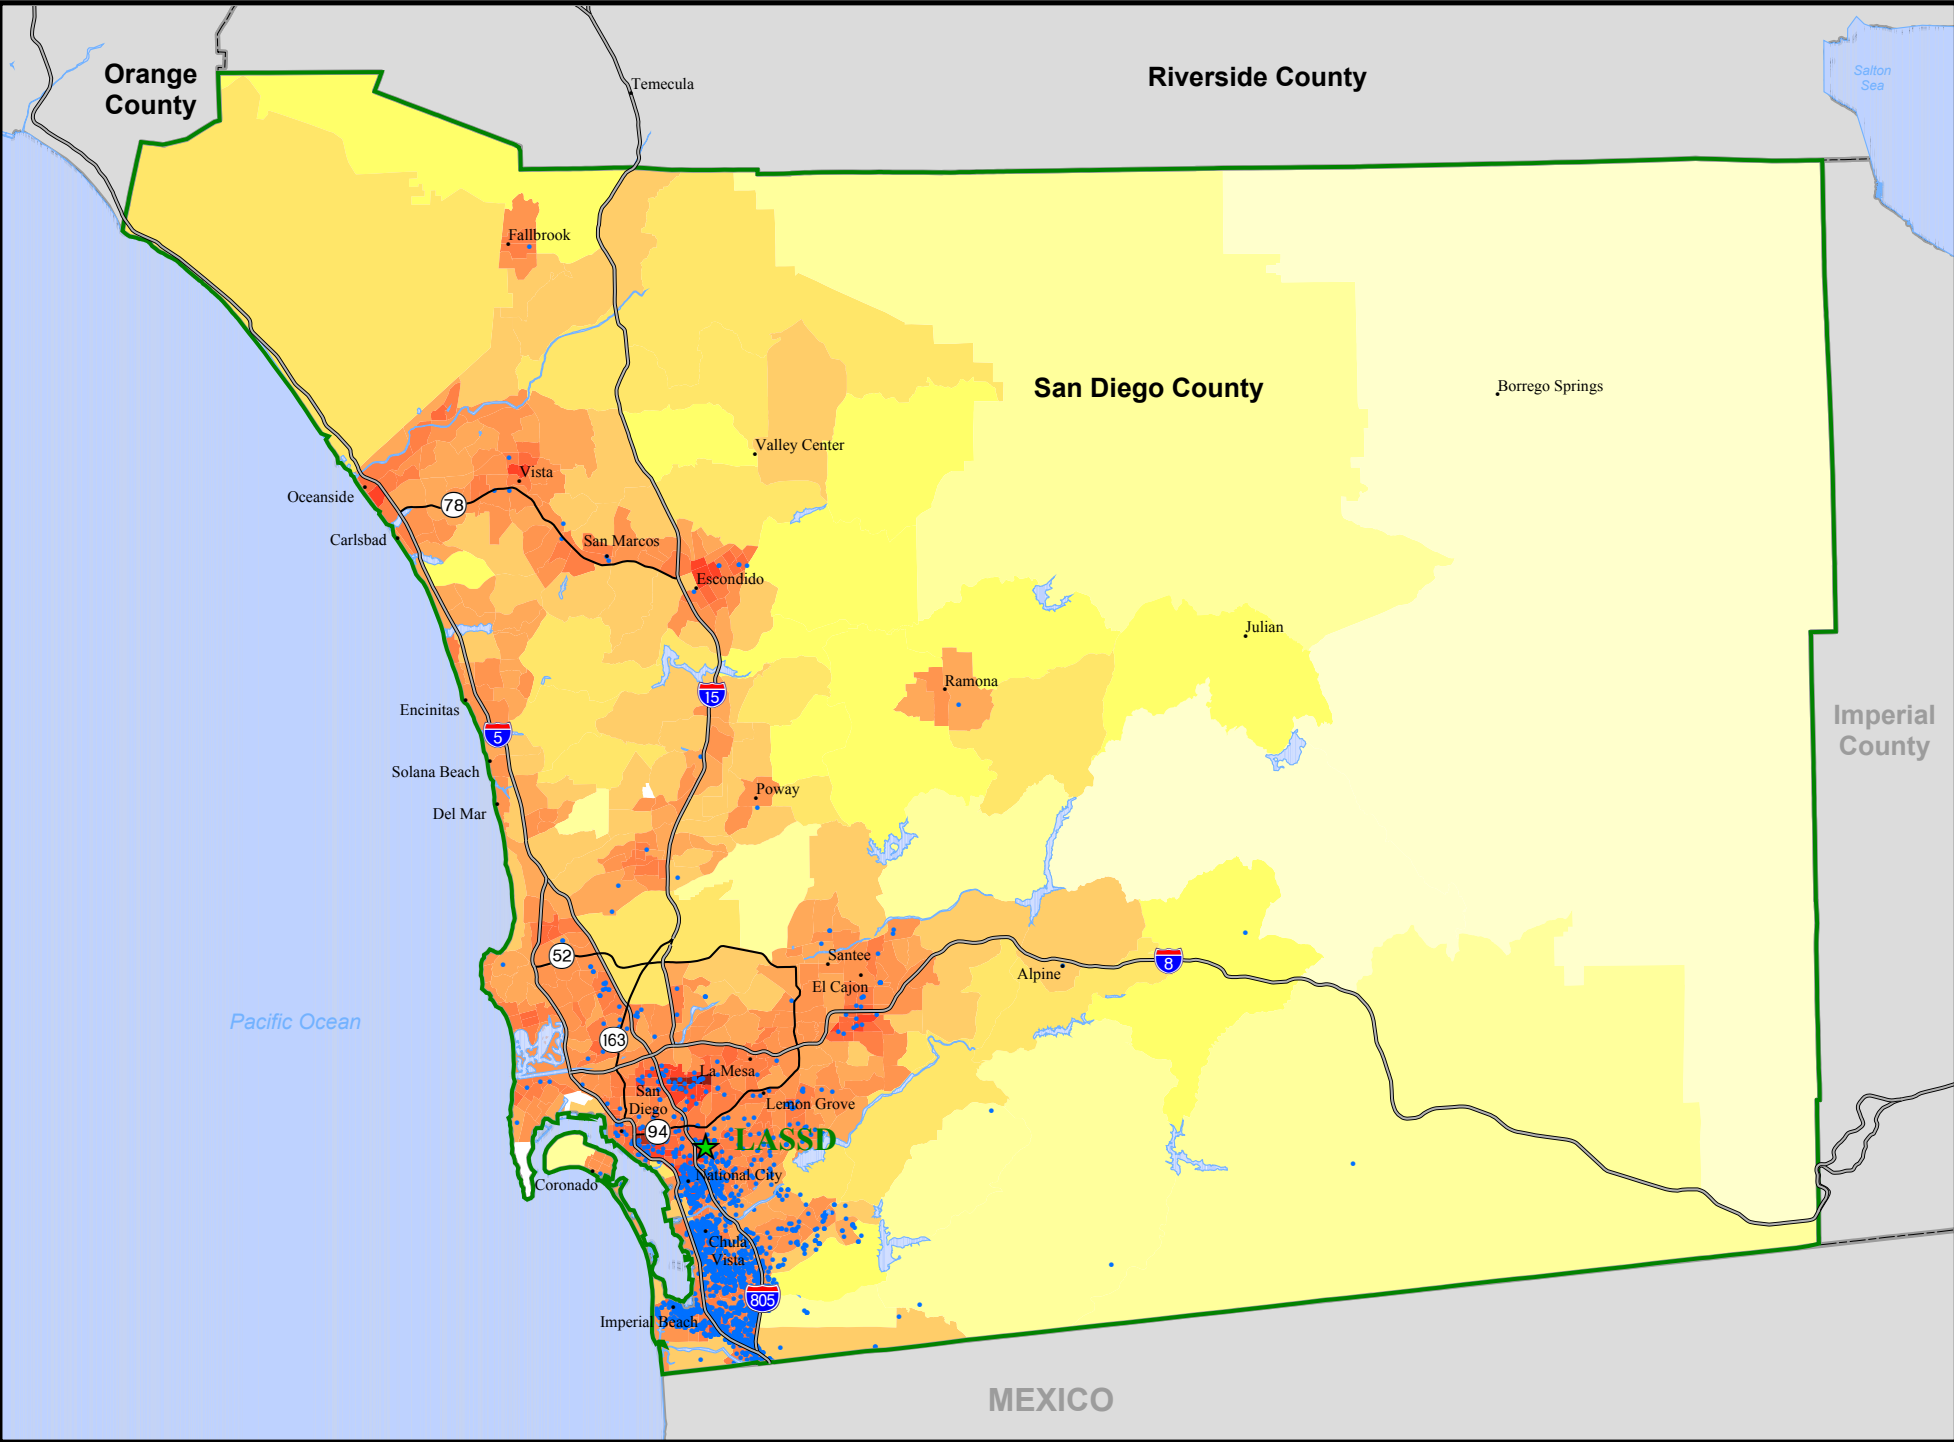 Orange
County
Temecula
Riverside County
Salton
Sea
Fallbrook
San Diego County
Borrego Springs
Valley Center
Vista
Oceanside
78
Carlsbad
San Marcos
Escondido
Julian
Ramona
15
Encinitas
5
Imperial
County
Solana Beach
Poway
Del Mar
52
Santee
8
Alpine
El Cajon
Pacific Ocean
163
La Mesa
San
Diego
Lemon Grove
94
LASSD
National City
Coronado
Chula
Vista
805
Imperial Beach
MEXICO